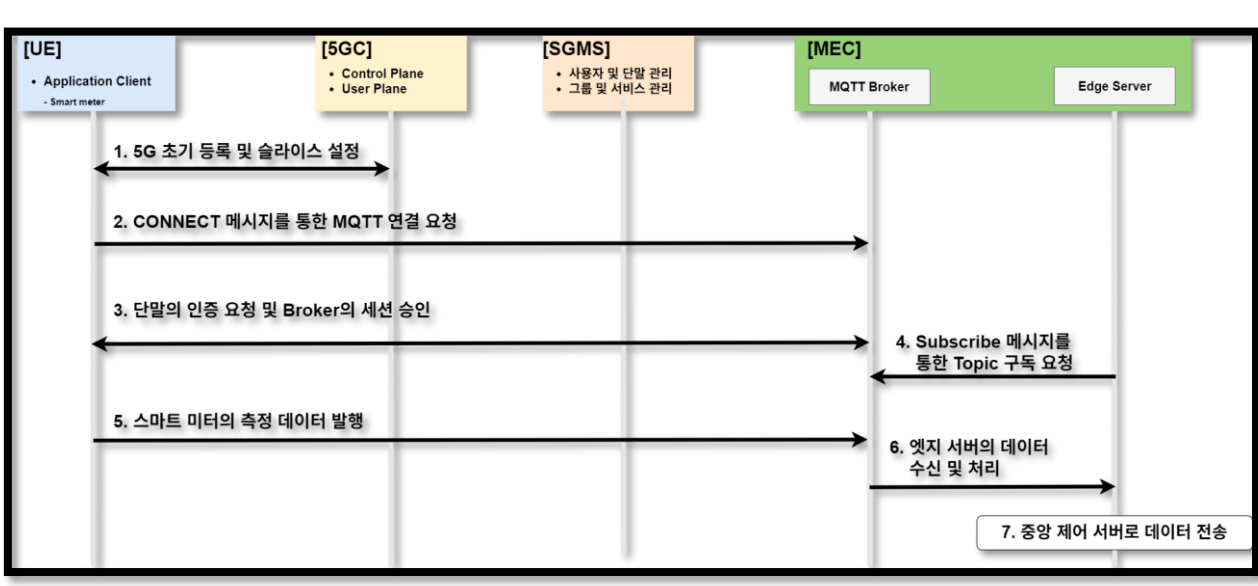 [UE]
• Application Client
- Smart meter
[5GC]
• Control Plane
• User Plane
[SGMS]
• 사용자 및 단말 관리
• 그룹 및 서비스 관리
[MEC]
MQTT Broker
Edge Server
1. 5G 초기 등록 및 슬라이스 설정
2. CONNECT 메시지를 통한 MQTT 연결 요청
3. 단말의 인증 요청 및 Broker의 세션 승인
4. Subscribe 메시지를
통한 Topic 구독 요청
5. 스마트 미터의 측정 데이터 발행
6. 엣지 서버의 데이터
수신 및 처리
7. 중앙 제어 서버로 데이터 전송